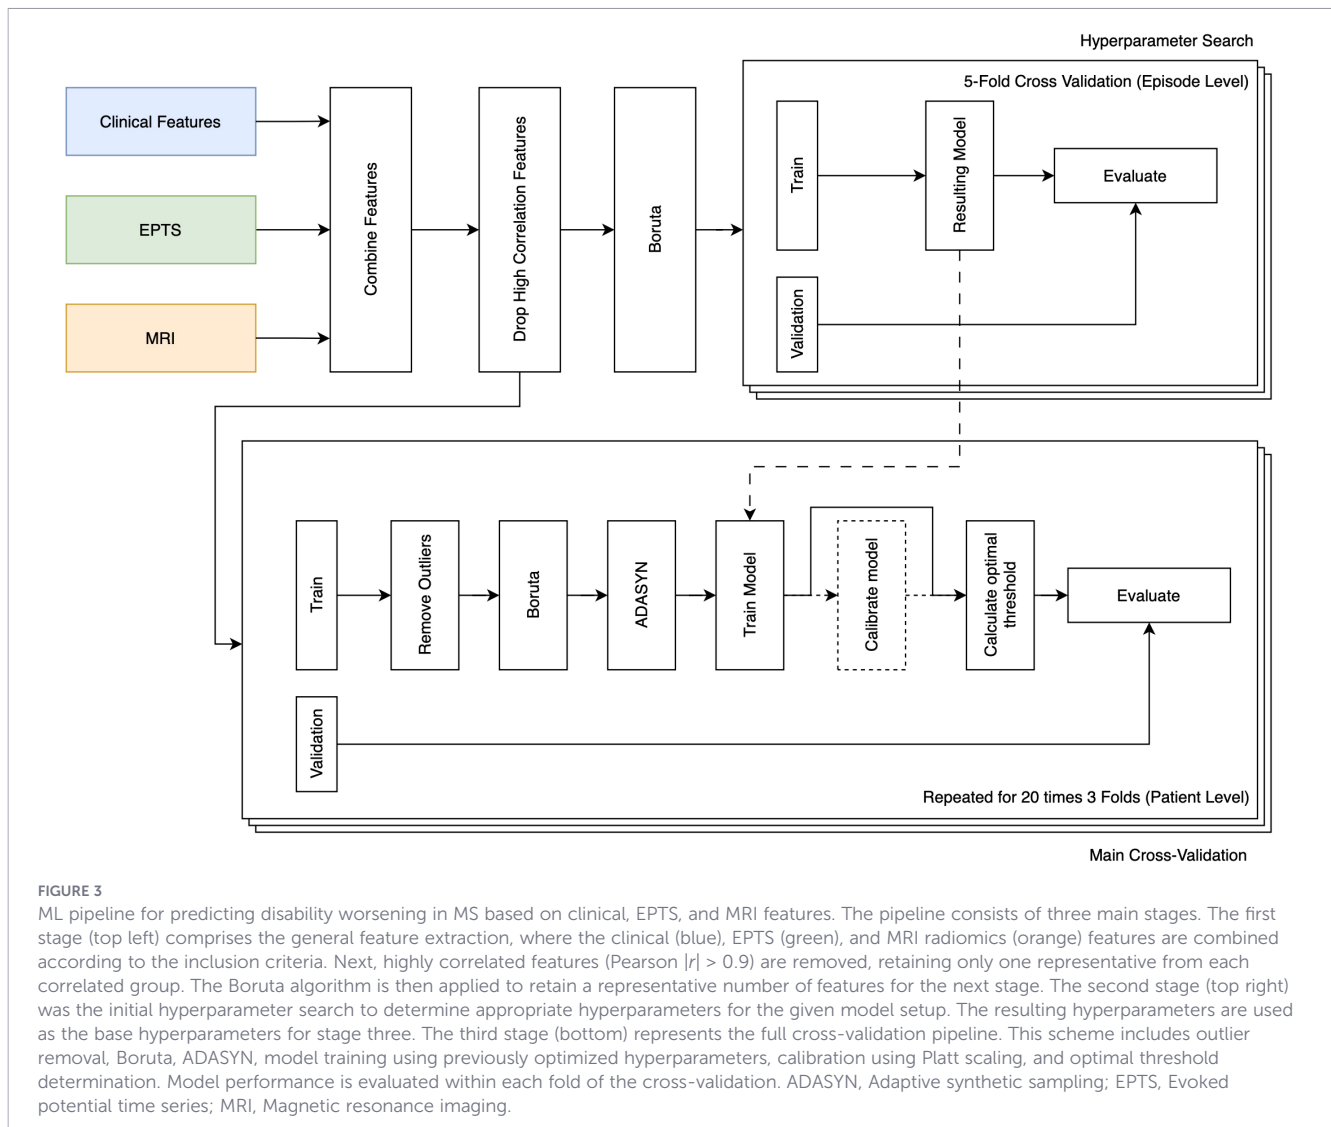 Hyperparameter Search
5-Fold Cross Validation (Episode Level)
Clinical Features
EPTS
MRI
Combine Features
Drop High Correlation Features
Boruta
Train
Validation
Resulting Model
Evaluate
Train
Validation
Remove Outliers
Boruta
ADASYN
Train Model
Calibrate model
Calculate optimal
threshold
Evaluate
Repeated for 20 times 3 Folds (Patient Level)
Main Cross-Validation
FIGURE 3
ML pipeline for predicting disability worsening in MS based on clinical, EPTS, and MRI features. The pipeline consists of three main stages. The first
stage (top left) comprises the general feature extraction, where the clinical (blue), EPTS (green), and MRI radiomics (orange) features are combined
according to the inclusion criteria. Next, highly correlated features (Pearson |r| > 0.9) are removed, retaining only one representative from each
correlated group. The Boruta algorithm is then applied to retain a representative number of features for the next stage. The second stage (top right)
was the initial hyperparameter search to determine appropriate hyperparameters for the given model setup. The resulting hyperparameters are used
as the base hyperparameters for stage three. The third stage (bottom) represents the full cross-validation pipeline. This scheme includes outlier
removal, Boruta, ADASYN, model training using previously optimized hyperparameters, calibration using Platt scaling, and optimal threshold
determination. Model performance is evaluated within each fold of the cross-validation. ADASYN, Adaptive synthetic sampling; EPTS, Evoked
potential time series; MRI, Magnetic resonance imaging.